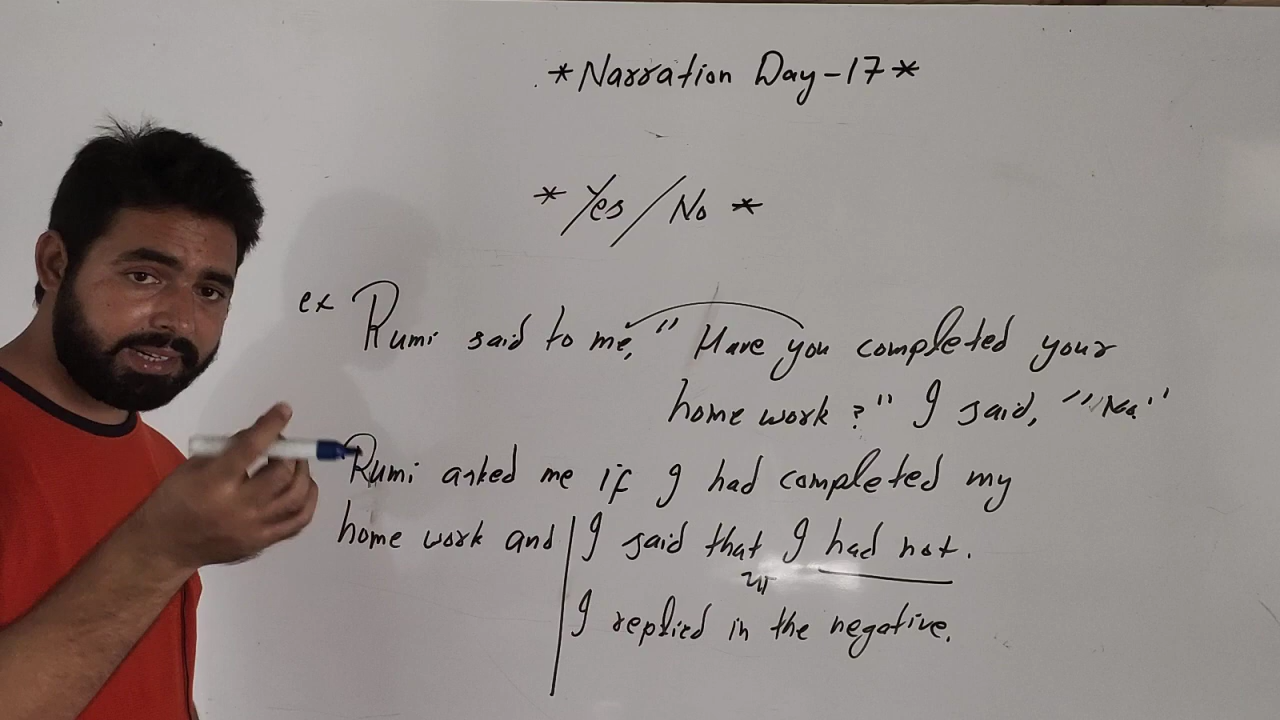 *Narration Day-17*
* Yes/No *
ex Rumi said to me, "Have you completed your
home work ?" I said, "No"
Rumi asked me if I had completed my
home work and I said that I had not.
या
I replied in the negative.